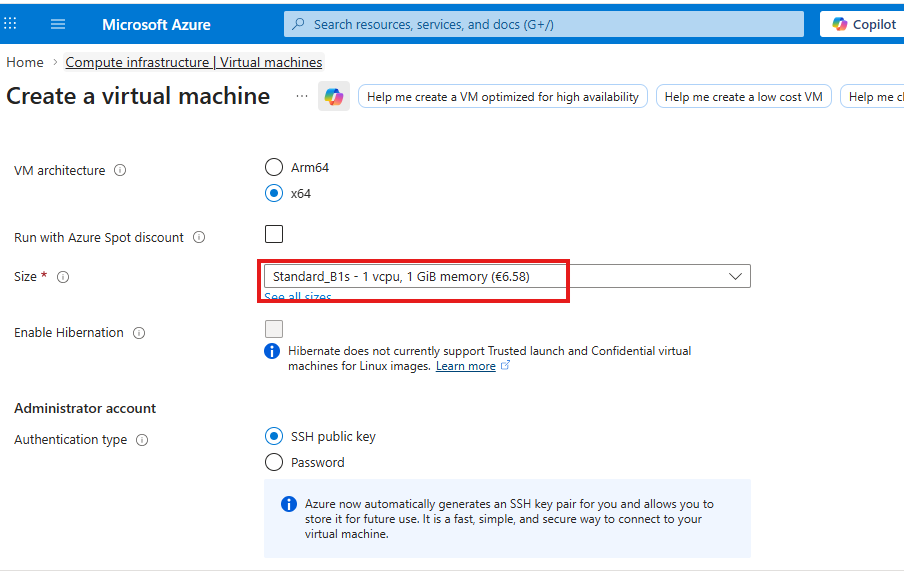 Microsoft Azure
Search resources, services, and docs (G+/)
Copilot
Home > Compute infrastructure | Virtual machines
Create a virtual machine
...
Help me create a VM optimized for high availability
Help me create a low cost VM
Help me
VM architecture
Arm64
x64
Run with Azure Spot discount
Size *
Standard_B1s - 1 vcpu, 1 GiB memory (€6.58)
See all sizes
Enable Hibernation
Hibernate does not currently support Trusted launch and Confidential virtual
machines for Linux images. Learn more
Administrator account
Authentication type
SSH public key
Password
Azure now automatically generates an SSH key pair for you and allows you to
store it for future use. It is a fast, simple, and secure way to connect to your
virtual machine.